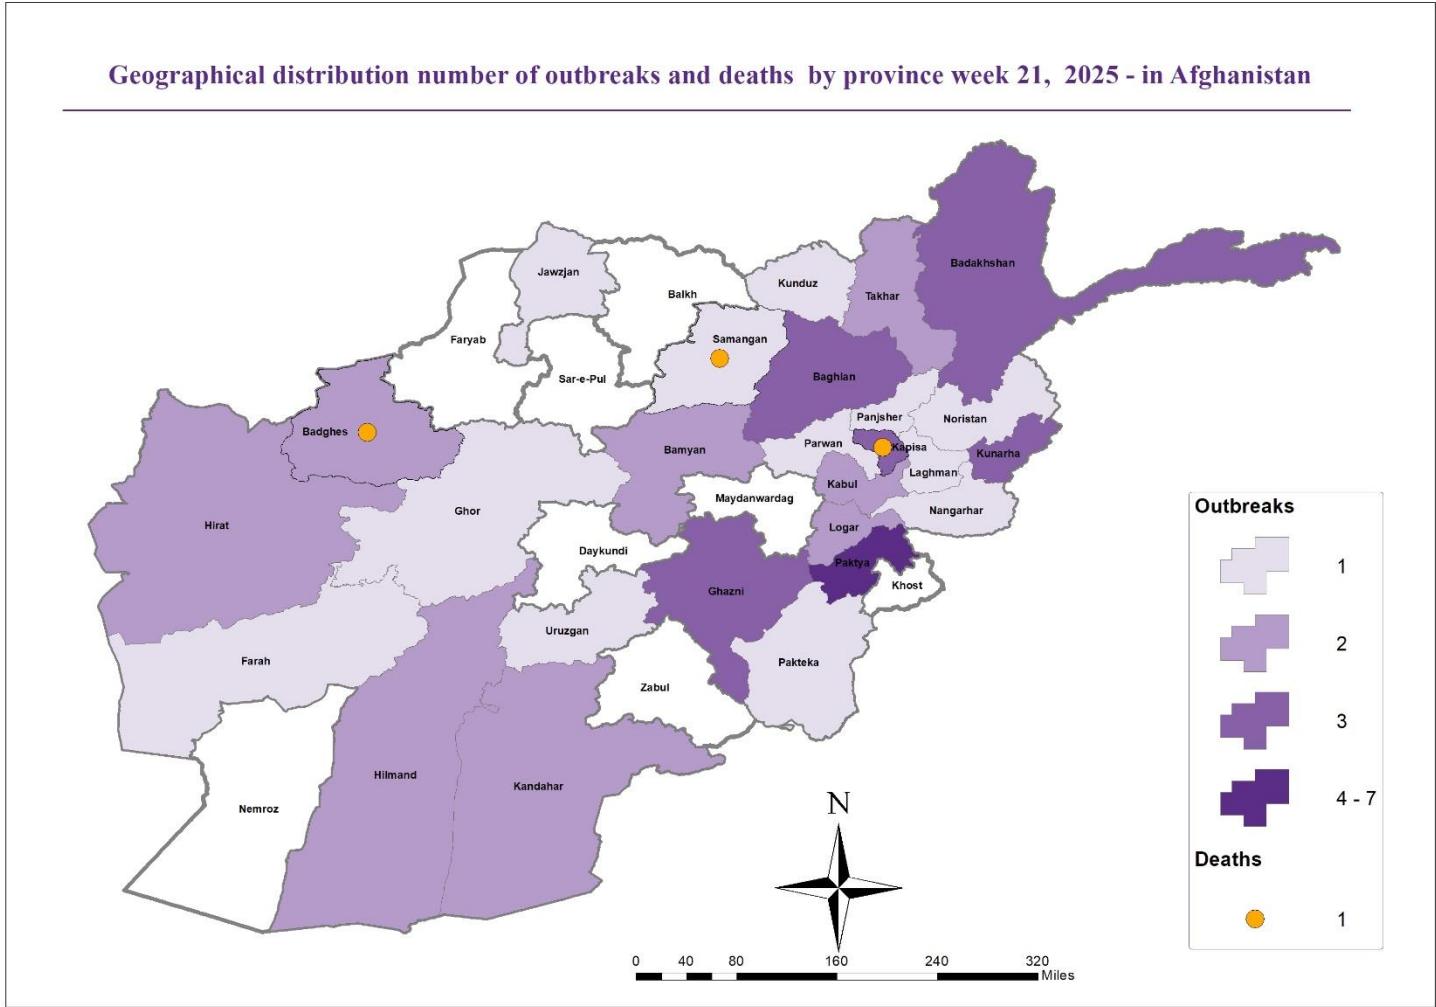 Geographical distribution number of outbreaks and deaths by province week 21, 2025 - in Afghanistan
Badakhshan
Jawzjan
Kunduz
Balkh
Takhar
Faryab
Samangan
Sar-e-Pul
Baghlan
Panjsher
Noristan
Badghes
Parwan
Kapisa
Bamyan
Kunarha
Laghman
Kabul
Maydanwardag
Ghor
Nangarhar
Hirat
Logar
Daykundi
Paktya
Khost
Ghazni
Uruzgan
Farah
Pakteka
Zabul
Hilmand
Kandahar
Nemroz
Outbreaks
1
2
3
4 - 7
Deaths
1
N
0 40 80 160 240 320
Miles